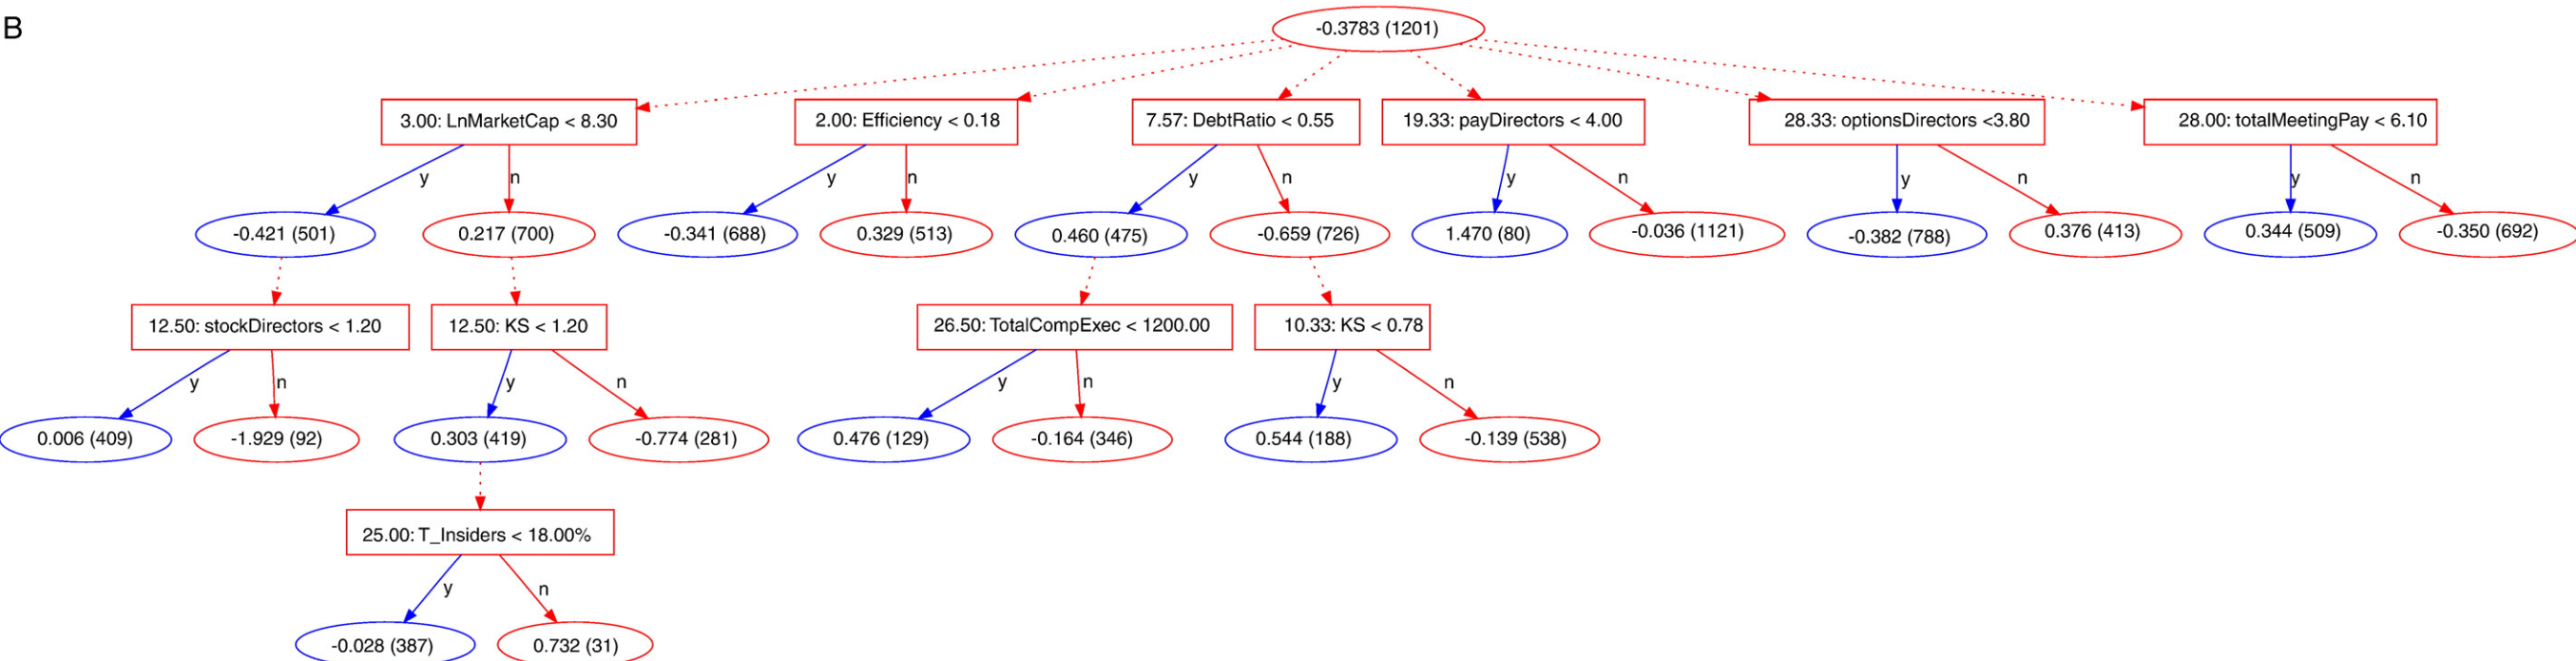 B
-0.3783 (1201)
3.00: LnMarketCap < 8.30
2.00: Efficiency < 0.18
7.57: DebtRatio < 0.55
19.33: payDirectors < 4.00
28.33: optionsDirectors <3.80
28.00: totalMeetingPay < 6.10
y
n
y
n
y
n
y
n
y
n
y
n
-0.421 (501)
0.217 (700)
-0.341 (688)
0.329 (513)
0.460 (475)
-0.659 (726)
1.470 (80)
-0.036 (1121)
-0.382 (788)
0.376 (413)
0.344 (509)
-0.350 (692)
12.50: stockDirectors < 1.20
12.50: KS < 1.20
26.50: TotalCompExec < 1200.00
10.33: KS < 0.78
y
n
y
n
y
n
y
n
0.006 (409)
-1.929 (92)
0.303 (419)
-0.774 (281)
0.476 (129)
-0.164 (346)
0.544 (188)
-0.139 (538)
25.00: T_Insiders < 18.00%
y
n
-0.028 (387)
0.732 (31)